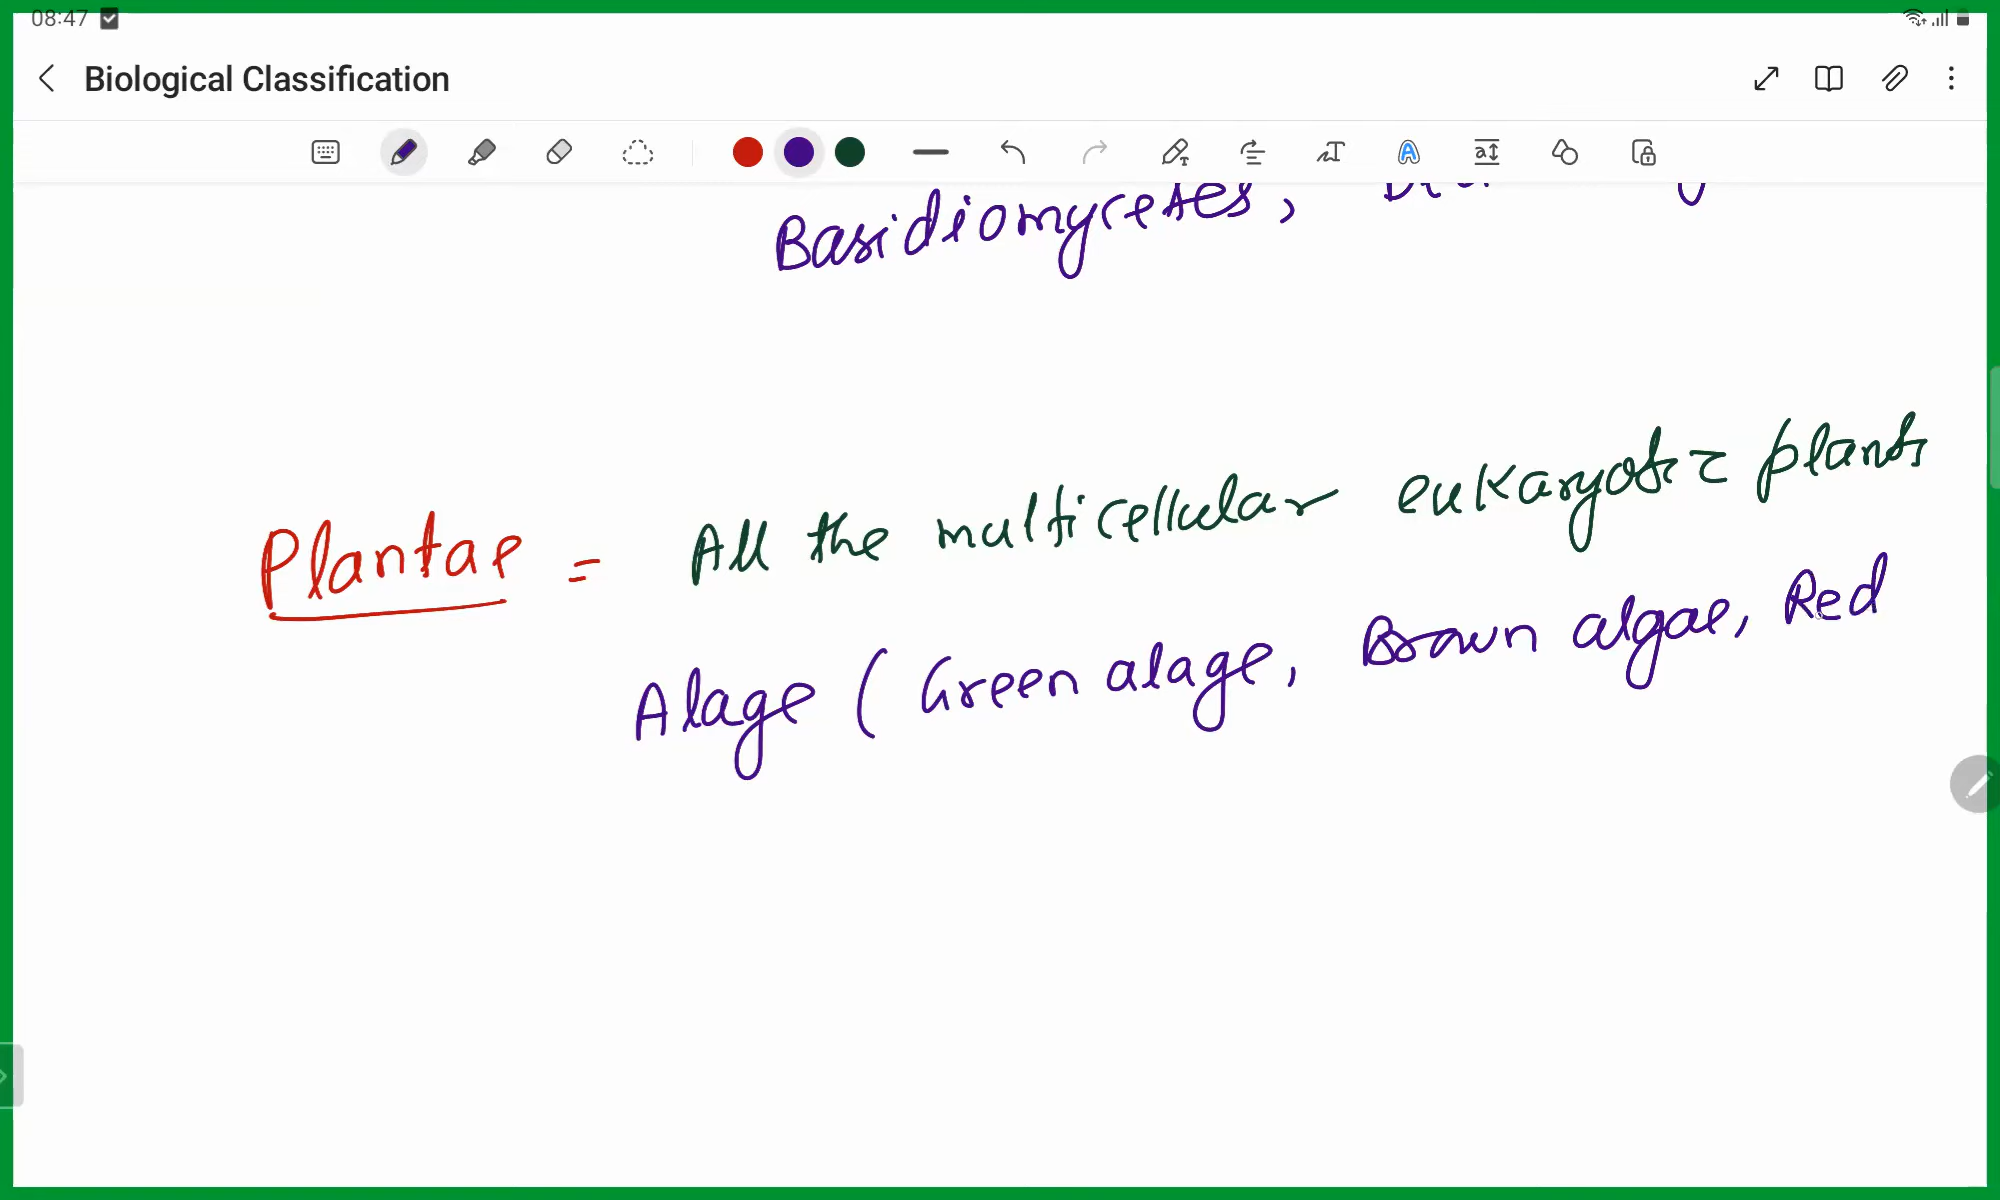 08:47
Biological Classification
Basidiomycetes,
Plantae = All the multicellular eukaryotic plants
Alage ( Green alage, Brown algae, Red